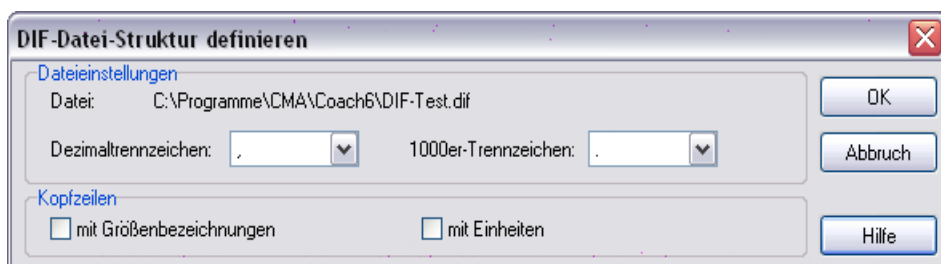 DIF-Datei-Struktur definieren
Dateieinstellungen
Datei: C:\Programme\CMA\Coach6\DIF-Test.dif
OK
Dezimaltrennzeichen: , 1000er-Trennzeichen: .
Abbruch
Kopfzeilen
mit Größenbezeichnungen mit Einheiten
Hilfe